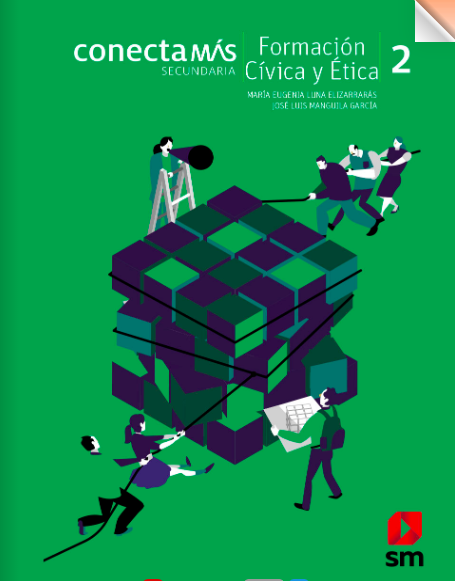 conecta MÁS
SECUNDARIA
Formación
Cívica y Ética
2
MARÍA EUGENIA LUNA ELIZARRARÁS
JOSÉ LUIS MANGUILA GARCÍA
sm